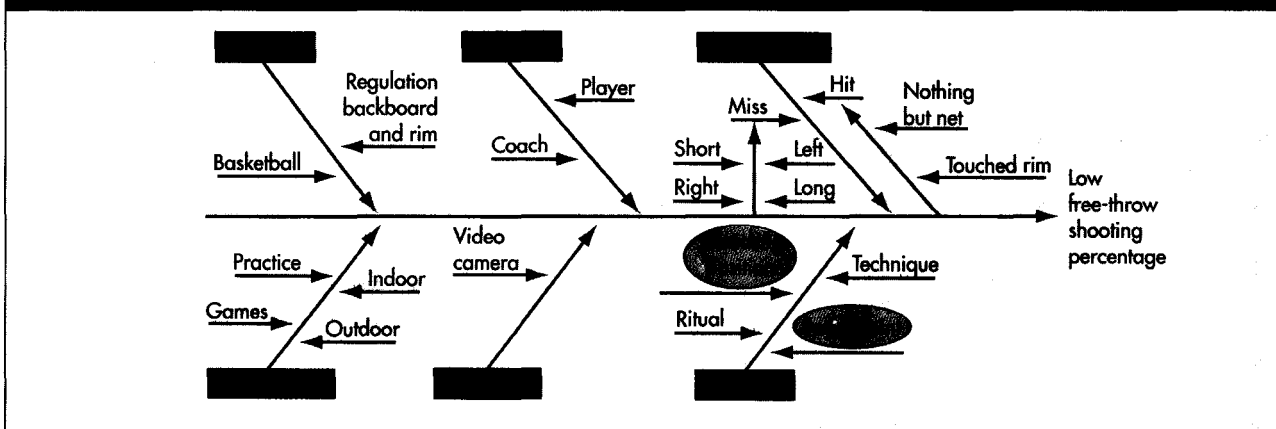 Regulation
backboard
and rim
Basketball
Player
Coach
Hit
Miss
Nothing
but net
Short
Left
Right
Long
Touched rim
Low
free-throw
shooting
percentage
Practice
Indoor
Games
Outdoor
Video
camera
Technique
Ritual